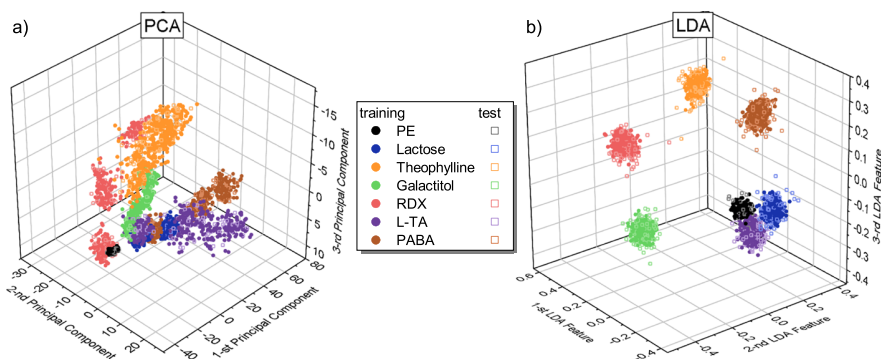 a)
PCA
-15
-10
-5
0
5
10
3-rd Principal Component
-30
-20
-10
0
10
20
2-nd Principal Component
-40
-20
0
20
40
60
80
1-st Principal Component
training test
PE
Lactose
Theophylline
Galactitol
RDX
L-TA
PABA
b)
LDA
0.4
0.3
0.2
0.1
0.0
-0.1
-0.2
-0.3
-0.4
3-rd LDA Feature
0.6
0.4
0.2
0.0
-0.2
-0.4
1-st LDA Feature
-0.4
-0.2
0.0
0.2
0.4
2-nd LDA Feature